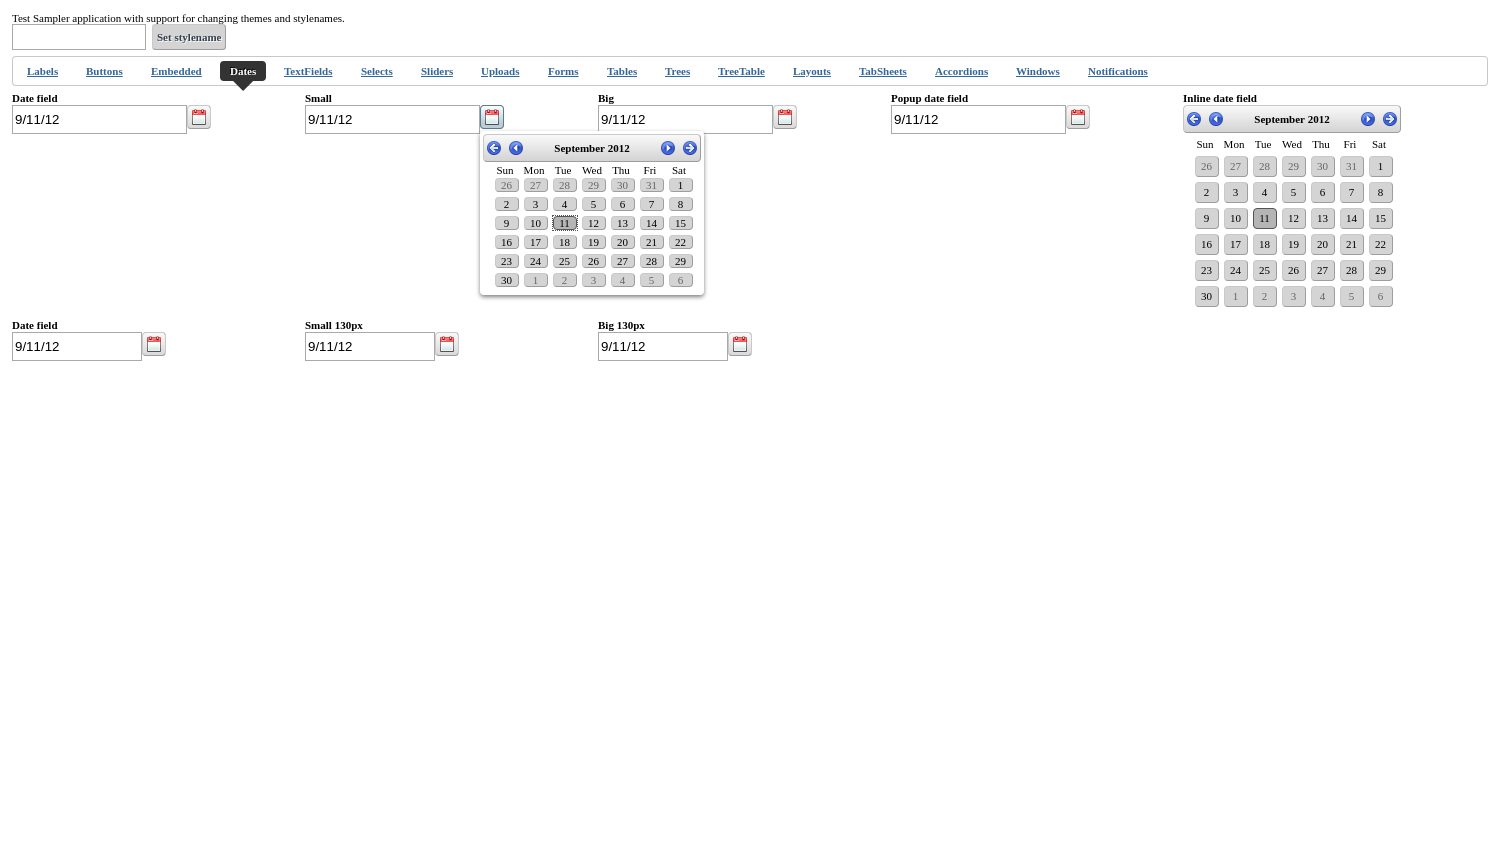 Test Sampler application with support for changing themes and stylenames.
Set stylename
Labels Buttons Embedded Dates TextFields Selects Sliders Uploads Forms Tables Trees TreeTable Layouts TabSheets Accordions Windows Notifications
Date field Small Big Popup date field Inline date field
9/11/12 9/11/12 9/11/12 9/11/12
September 2012
Sun Mon Tue Wed Thu Fri Sat
26 27 28 29 30 31 1
2 3 4 5 6 7 8
9 10 11 12 13 14 15
16 17 18 19 20 21 22
23 24 25 26 27 28 29
30 1 2 3 4 5 6
September 2012
Sun Mon Tue Wed Thu Fri Sat
26 27 28 29 30 31 1
2 3 4 5 6 7 8
9 10 11 12 13 14 15
16 17 18 19 20 21 22
23 24 25 26 27 28 29
30 1 2 3 4 5 6
Date field Small 130px Big 130px
9/11/12 9/11/12 9/11/12